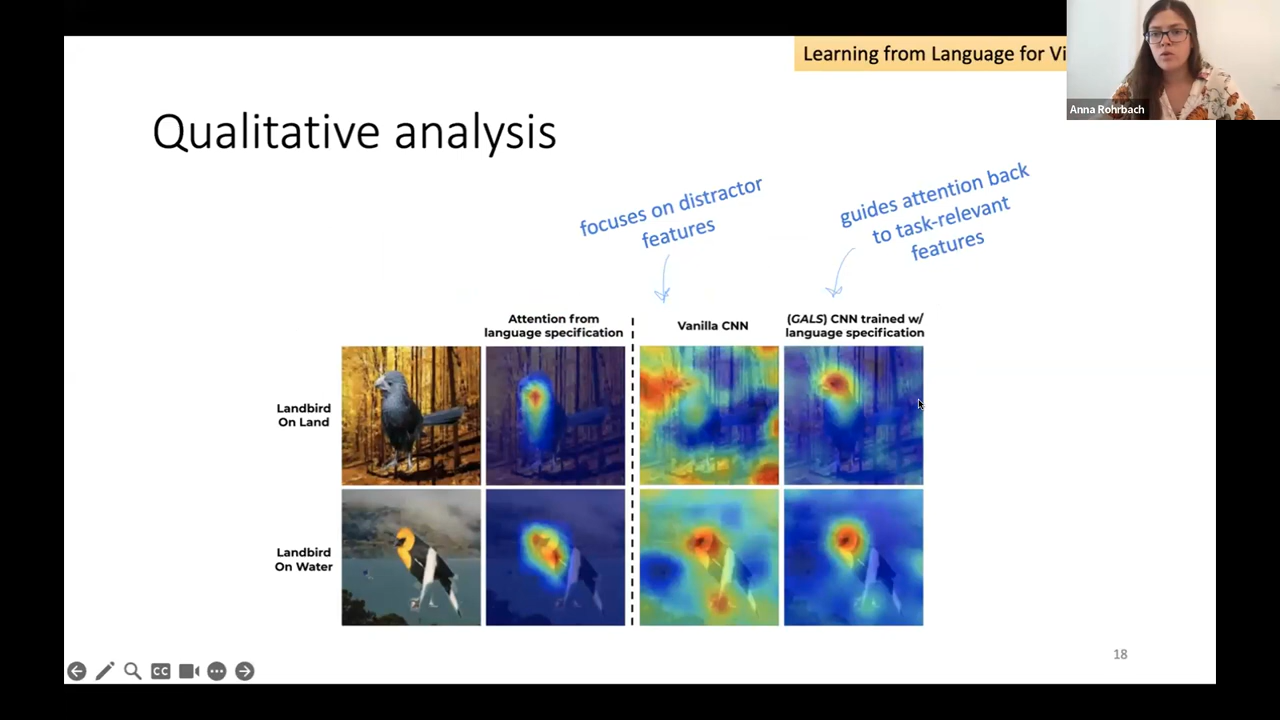 Learning from Language for Vi
Anna Rohrbach
Qualitative analysis
focuses on distractor
features
guides attention back
to task-relevant
features
Attention from
language specification
Vanilla CNN
(GALS) CNN trained w/
language specification
Landbird
On Land
Landbird
On Water
18
CC